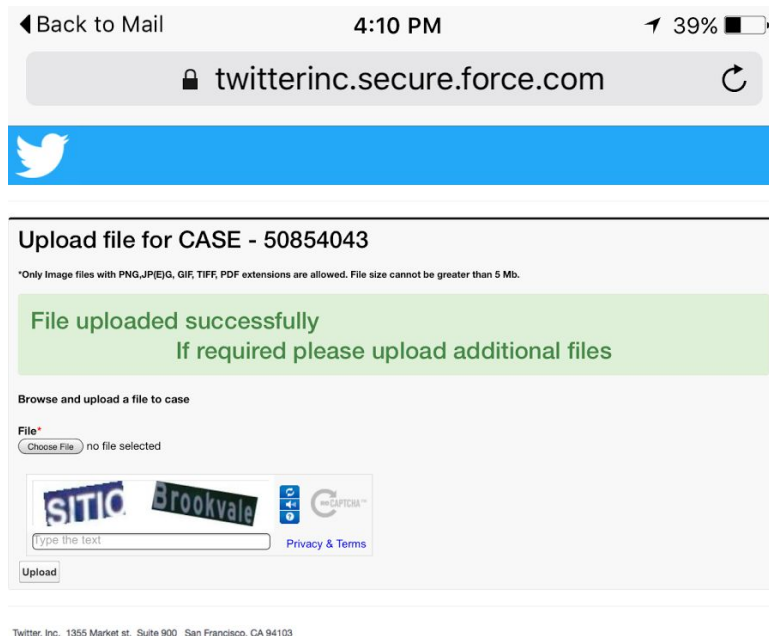 Back to Mail 4:10 PM 39%
twitterinc.secure.force.com
Upload file for CASE - 50854043
*Only Image files with PNG,JP(E)G, GIF, TIFF, PDF extensions are allowed. File size cannot be greater than 5 Mb.
File uploaded successfully
If required please upload additional files
Browse and upload a file to case
File*
Choose File no file selected
SITIO Brookvale
reCAPTCHA™
Type the text Privacy & Terms
Upload
Twitter, Inc. 1355 Market st. Suite 900 San Francisco, CA 94103